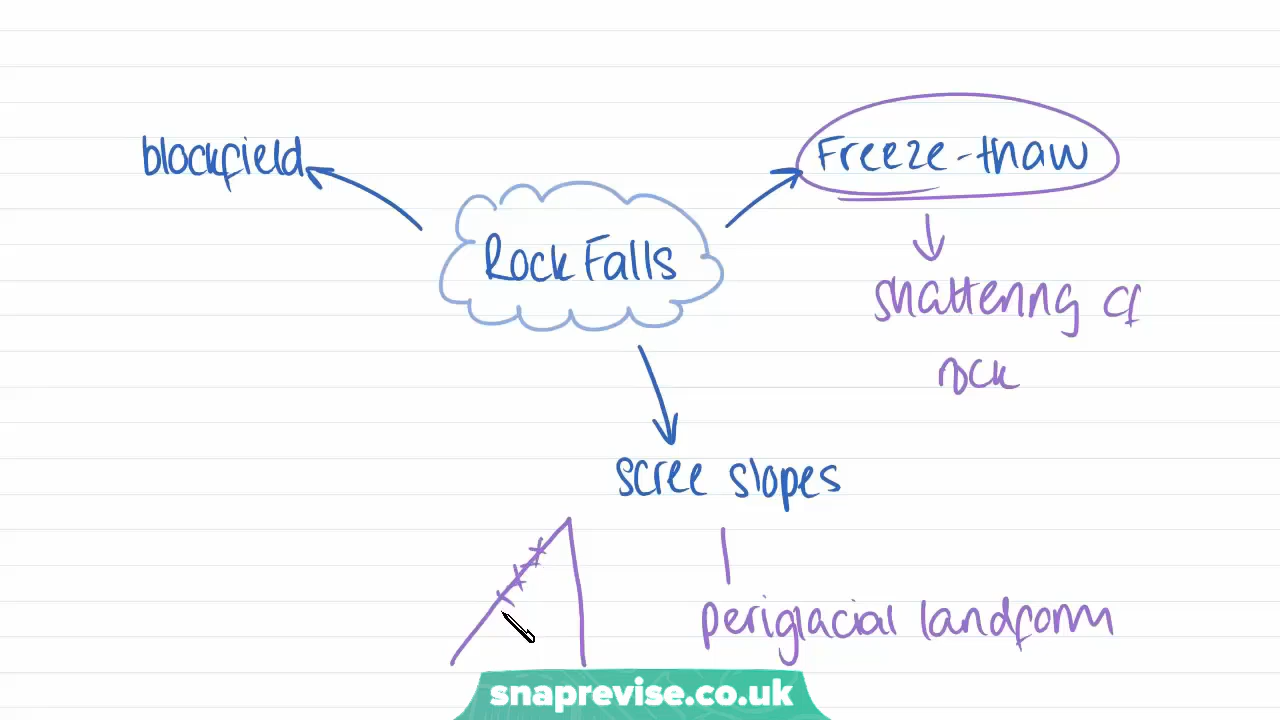 blockfield
Freeze-thaw
Rock Falls
shattering of
rock
scree slopes
periglacial landform
snaprevise.co.uk